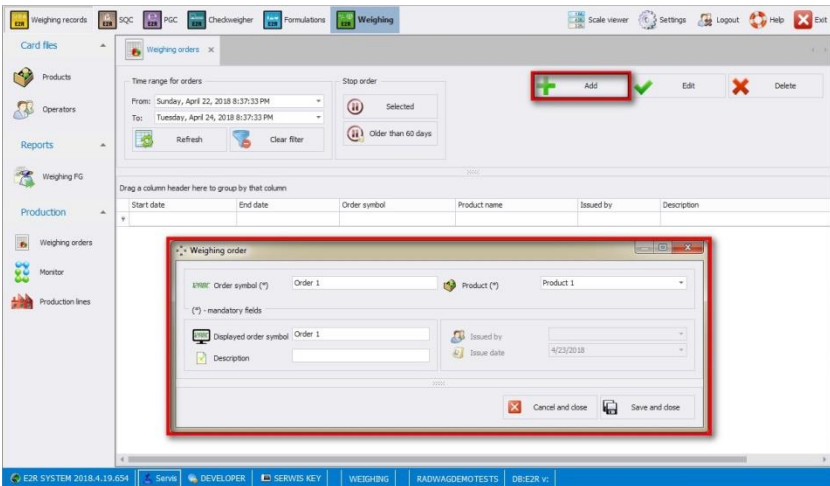 Weighing records SQC PGC Checkweigher Formulations Weighing Scale viewer Settings Logout Help Exit
Card files
Products
Operators
Reports
Weighing FG
Production
Weighing orders
Monitor
Production lines
Weighing orders ×
Time range for orders
From: Sunday, April 22, 2018 8:37:33 PM
To: Tuesday, April 24, 2018 8:37:33 PM
Refresh Clear filter
Stop order
Selected
Older than 60 days
Add Edit Delete
Drag a column header here to group by that column
Start date End date Order symbol Product name Issued by Description
Weighing order
Order symbol (*) Order 1 Product (*) Product 1
(*) - mandatory fields
Displayed order symbol Order 1 Issued by
Description Issue date 4/23/2018
Cancel and close Save and close
E2R SYSTEM 2018.4.19.654 Servis DEVELOPER SERWIS KEY WEIGHING RADWAGDEMOTESTS DB:E2R v: